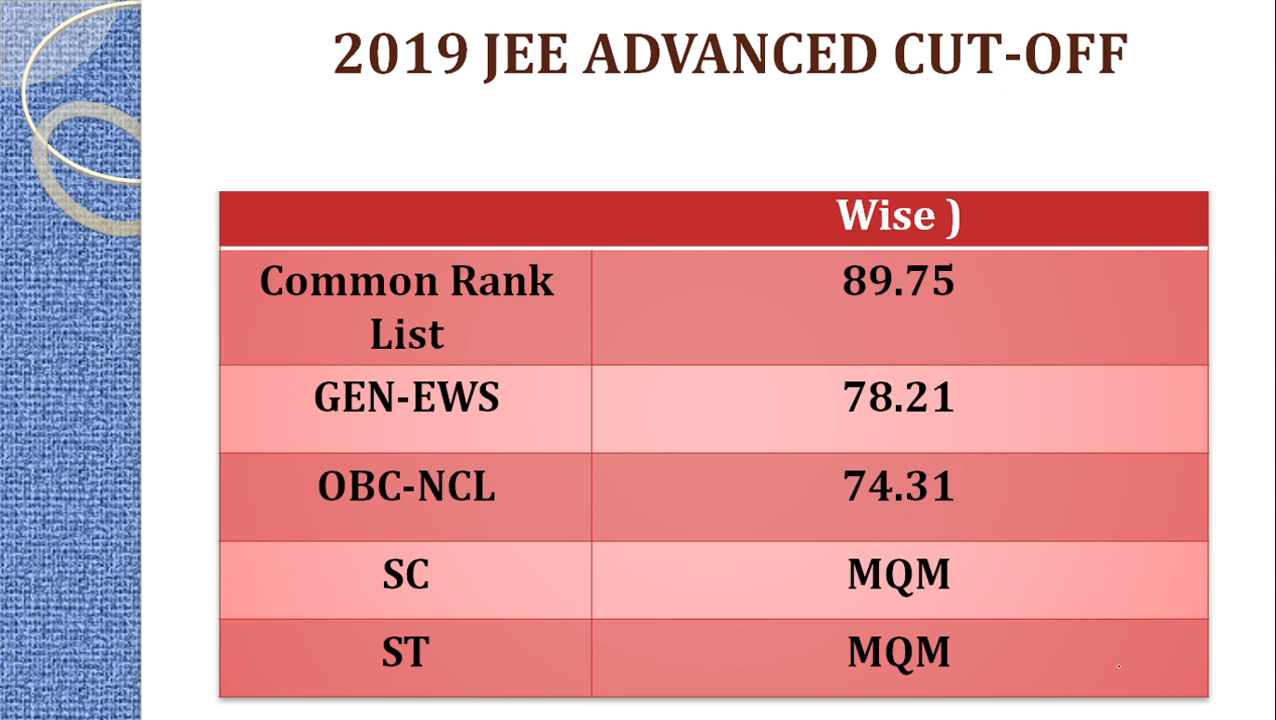 2019 JEE ADVANCED CUT-OFF
Wise )
Common Rank 89.75
List
GEN-EWS 78.21
OBC-NCL 74.31
SC MQM
ST MQM